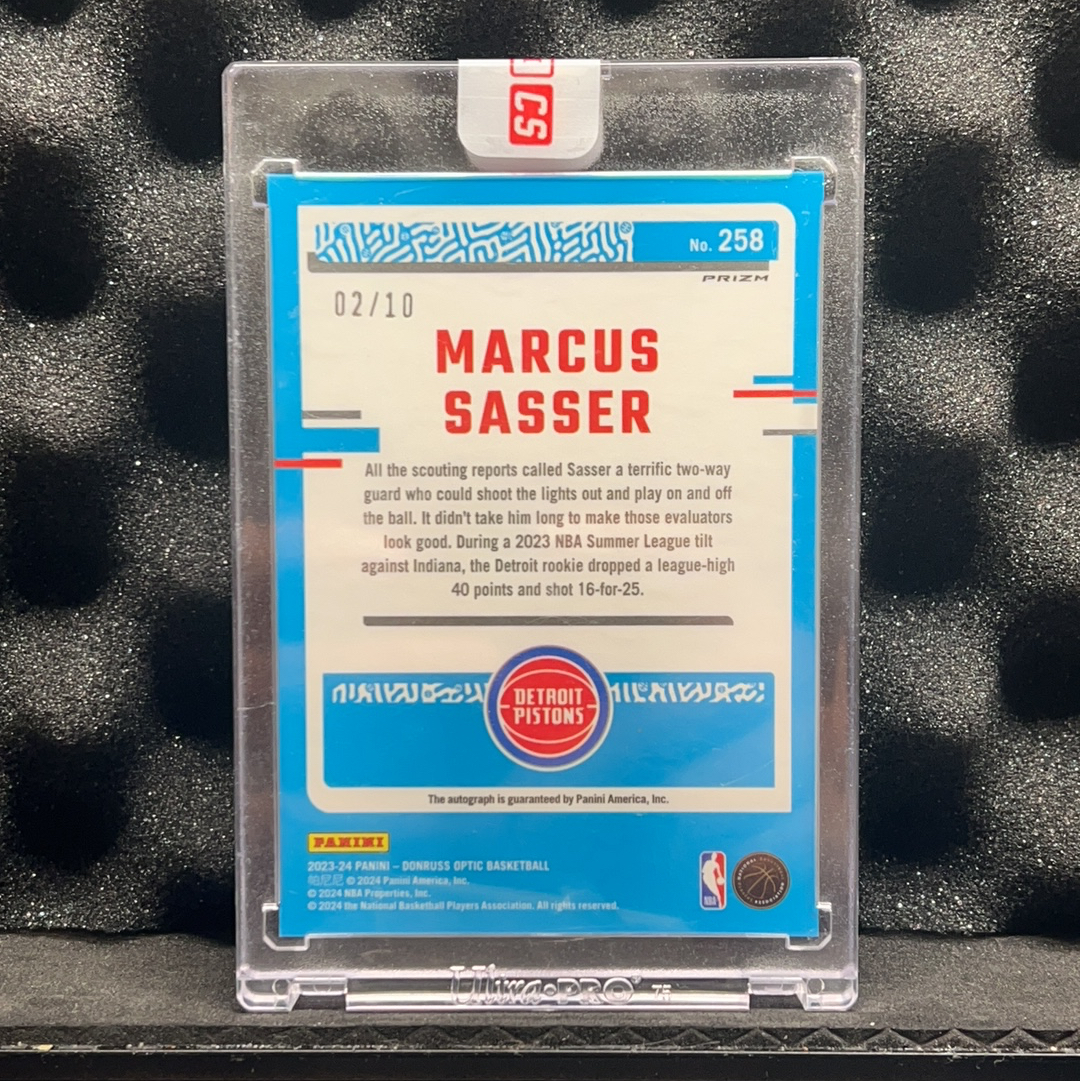 CS
No. 258
PRIZM
02/10
MARCUS
SASSER
All the scouting reports called Sasser a terrific two-way
guard who could shoot the lights out and play on and off
the ball. It didn't take him long to make those evaluators
look good. During a 2023 NBA Summer League tilt
against Indiana, the Detroit rookie dropped a league-high
40 points and shot 16-for-25.
DETROIT
PISTONS
The autograph is guaranteed by Panini America, Inc.
PANINI
2023-24 PANINI – DONRUSS OPTIC BASKETBALL
帕尼尼 © 2024 Panini America, Inc.
© 2024 NBA Properties, Inc.
© 2024 the National Basketball Players Association. All rights reserved.
NBA
Ultra•PRO® 75